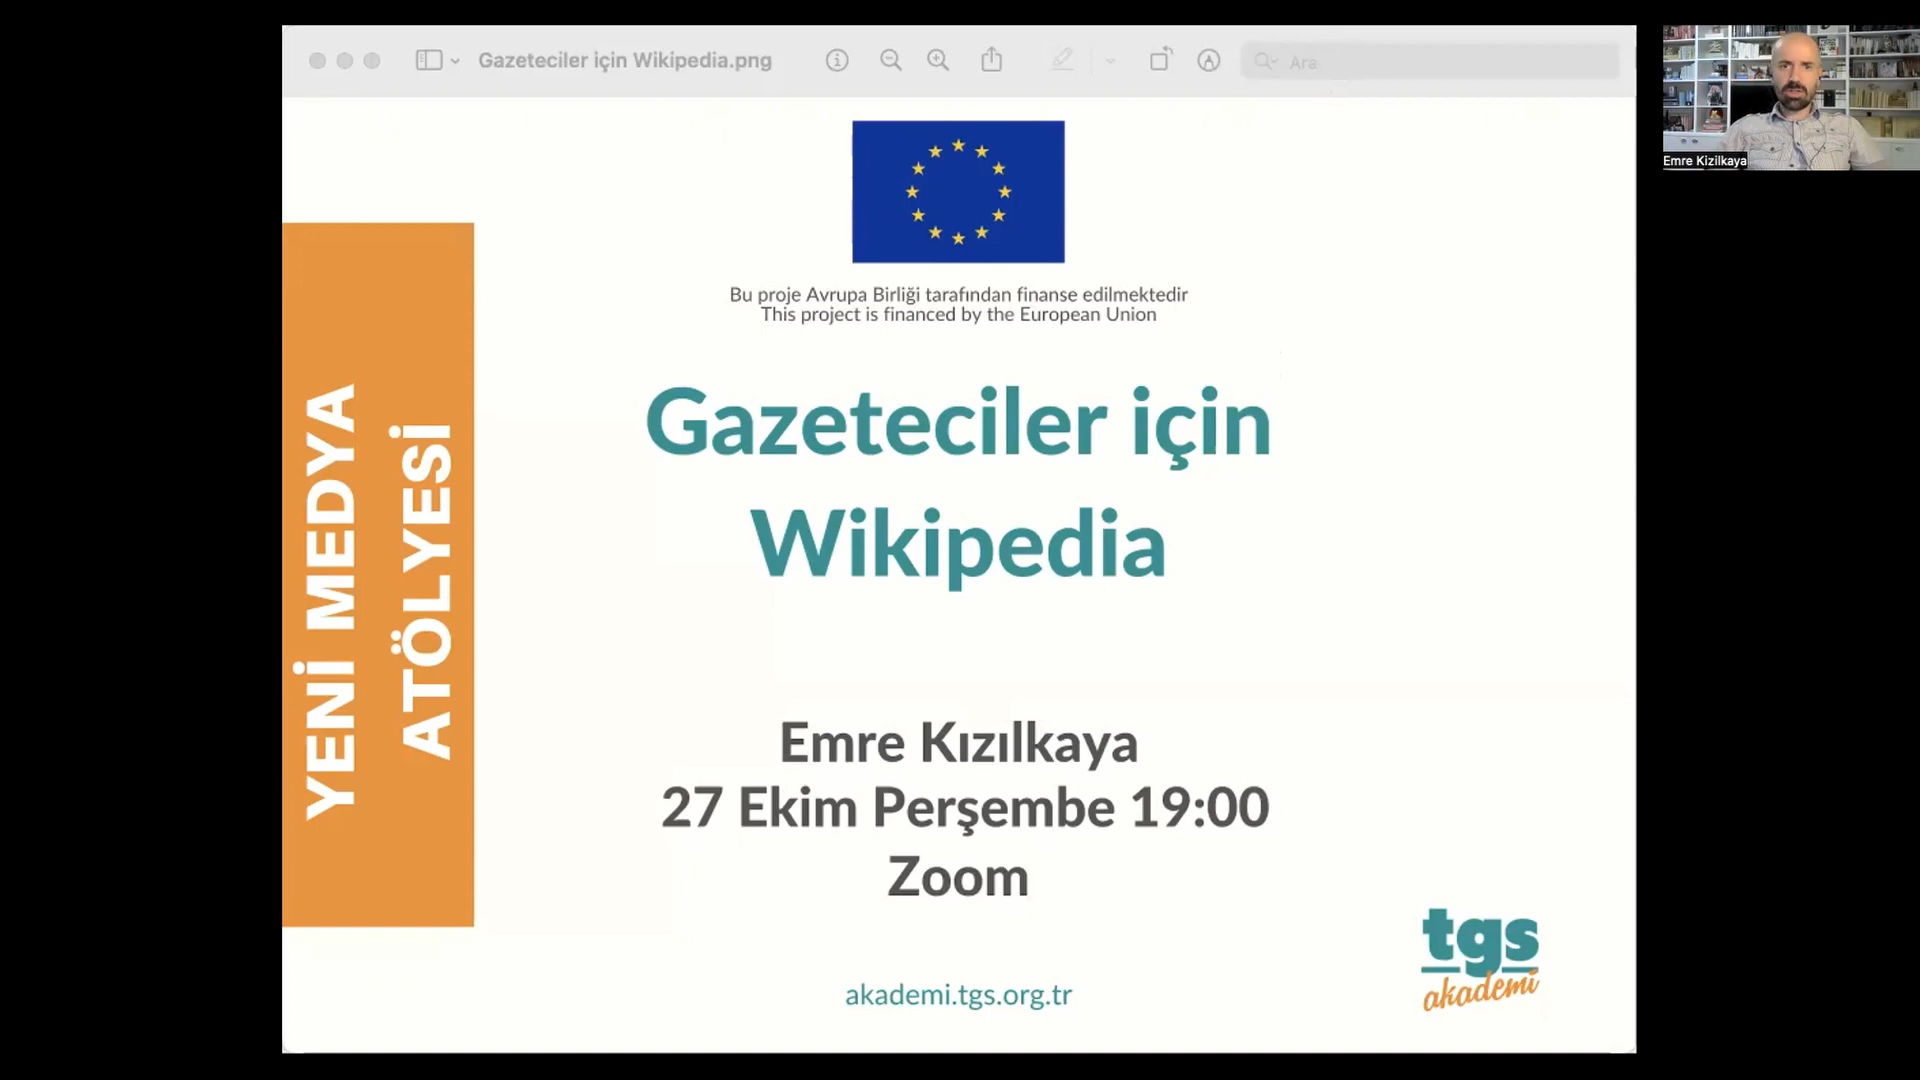 Gazeteciler için Wikipedia.png
Ara
Emre Kizilkaya
Bu proje Avrupa Birliği tarafından finanse edilmektedir
This project is financed by the European Union
YENİ MEDYA
ATÖLYESİ
Gazeteciler için
Wikipedia
Emre Kızılkaya
27 Ekim Perşembe 19:00
Zoom
akademi.tgs.org.tr
tgs
akademi